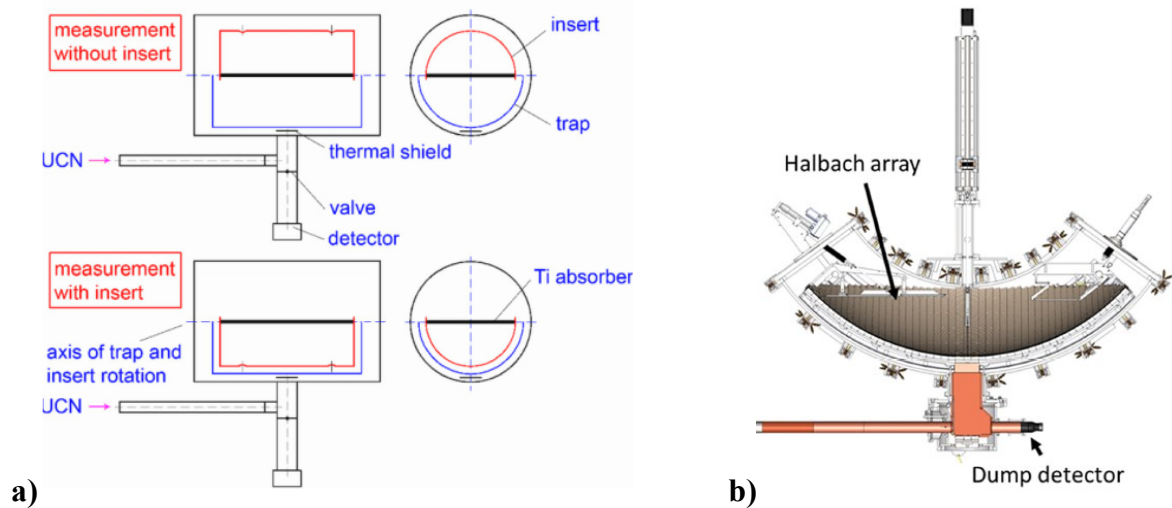 measurement
without insert
insert
trap
thermal shield
UCN
valve
detector
measurement
with insert
Ti absorber
axis of trap and
insert rotation
UCN
a)
Halbach array
Dump detector
b)